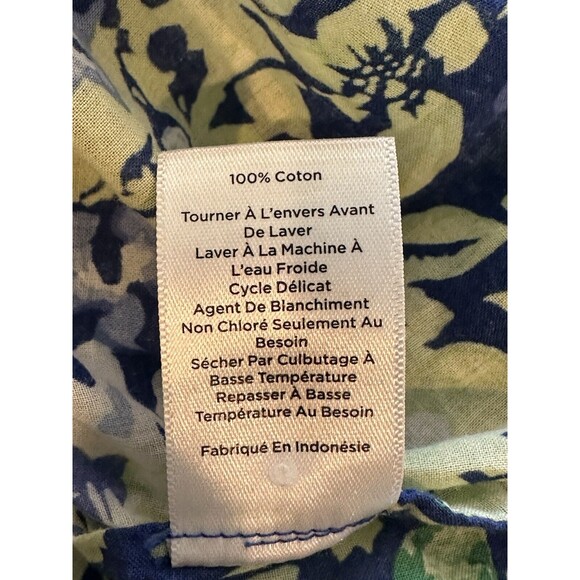 100% Coton
Tourner À L'envers Avant
De Laver
Laver À La Machine À
L'eau Froide
Cycle Délicat
Agent De Blanchiment
Non Chloré Seulement Au
Besoin
Sécher Par Culbutage À
Basse Température
Repasser À Basse
Température Au Besoin
Fabriqué En Indonésie